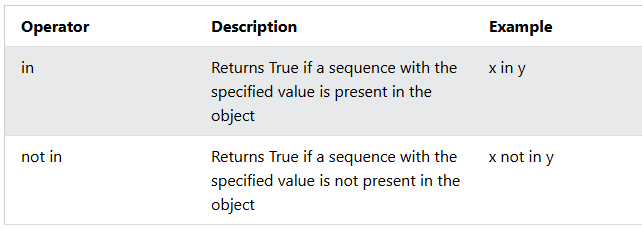 Operator Description Example
in Returns True if a sequence with the x in y
specified value is present in the
object
not in Returns True if a sequence with the x not in y
specified value is not present in the
object